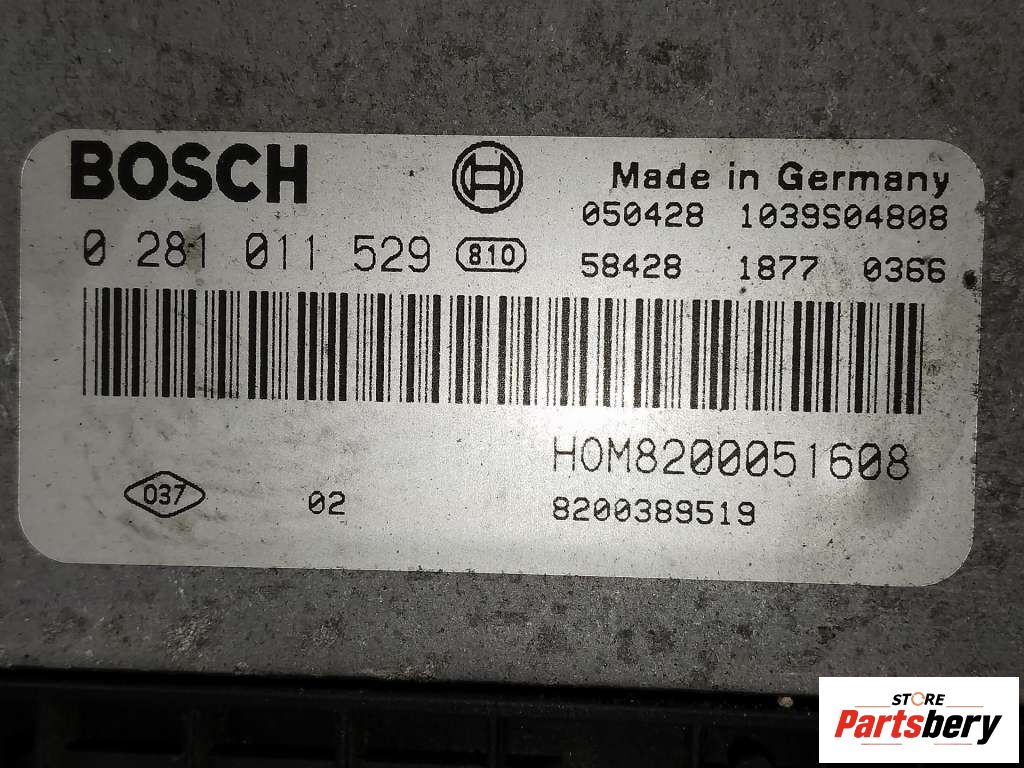 BOSCH
Made in Germany
050428 1039S04808
0 281 011 529 810
58428 1877 0366
HOM8200051608
037 02
8200389519
STORE
Partsbery